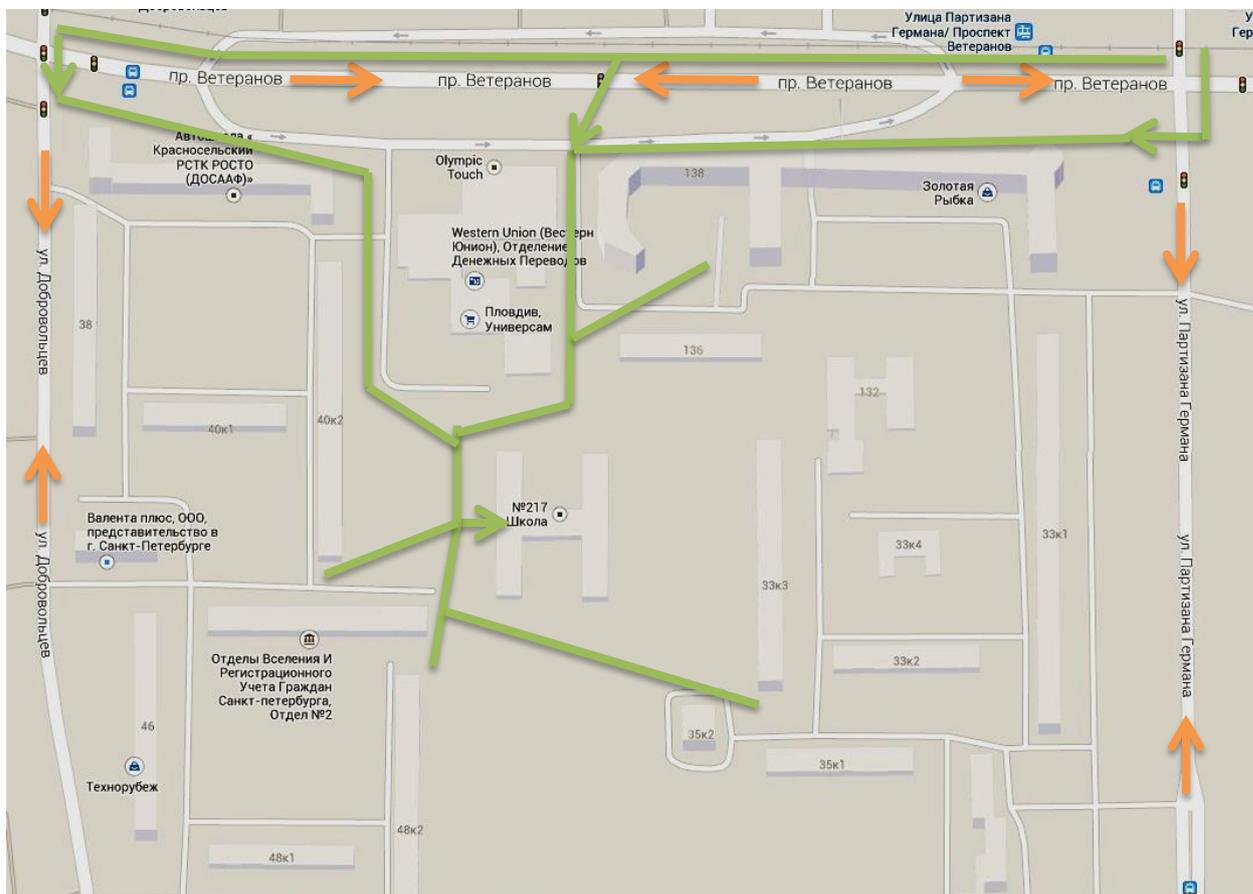 Добровольцев
Улица Партизана
Германа/ Проспект
Ветеранов
У
Гер
пр. Ветеранов
пр. Ветеранов
пр. Ветеранов
пр. Ветеранов
Автошкола «
Красносельский
РСТК РОСТО
(ДОСААФ)»
Olympic
Touch
138
Золотая
Рыбка
Western Union (Вестерн
Юнион), Отделение
Денежных Переводов
ул. Добровольцев
ул. Партизана Германа
38
Пловдив,
Универсам
136
132
40к1
40к2
№217
Школа
Валента плюс, ООО,
представительство в
г. Санкт-Петербурге
33к1
33к4
ул. Добровольцев
ул. Партизана Германа
33к3
Отделы Вселения И
Регистрационного
Учета Граждан
Санкт-петербурга,
Отдел №2
33к2
46
35к2
35к1
Технорубеж
48к2
48к1